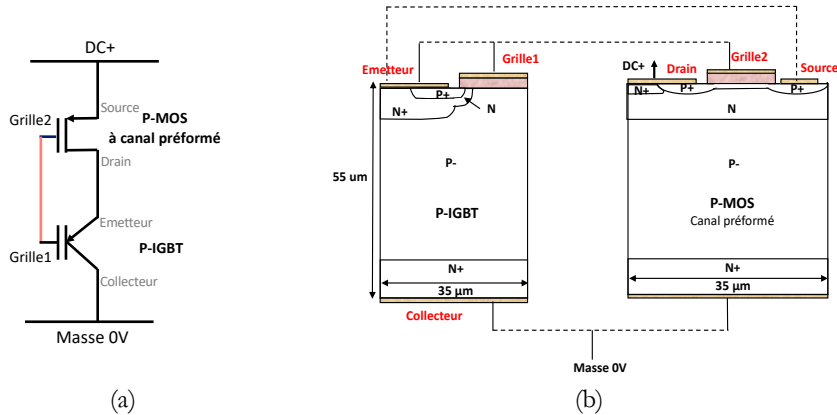 DC+
Source
Grille2
P-MOS
à canal préformé
Drain
Emetteur
P-IGBT
Grille1
Collecteur
Masse 0V
(a)
(b)
Emetteur
Grille1
P+
N+
N
P-
55 um
P-IGBT
N+
35 µm
Collecteur
DC+
Drain
Grille2
Source
N+
P+
P+
N
P-
P-MOS
Canal préformé
N+
35 µm
Masse 0V
(a)
(b)